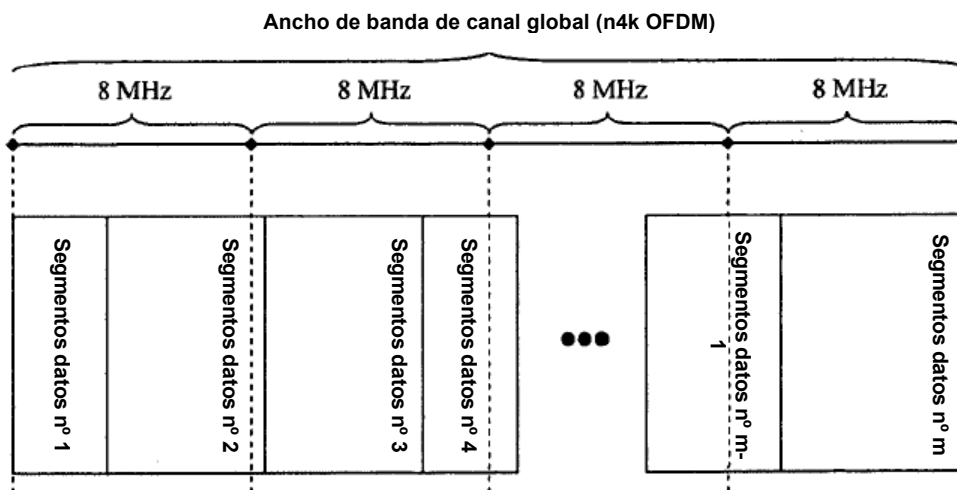 Ancho de banda de canal global (n4k OFDM)
8 MHz
8 MHz
8 MHz
8 MHz
Segmentos datos nº 1
Segmentos datos nº 2
Segmentos datos nº 3
Segmentos datos nº 4
Segmentos datos nº m-
1
Segmentos datos nº m